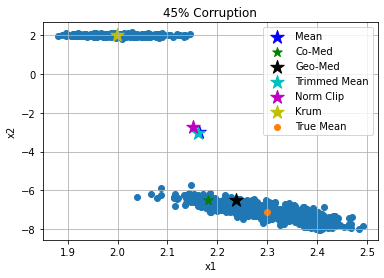 45% Corruption
Mean
Co-Med
Geo-Med
Trimmed Mean
Norm Clip
Krum
True Mean
x2
2
0
−2
−4
−6
−8
1.9 2.0 2.1 2.2 2.3 2.4 2.5
x1